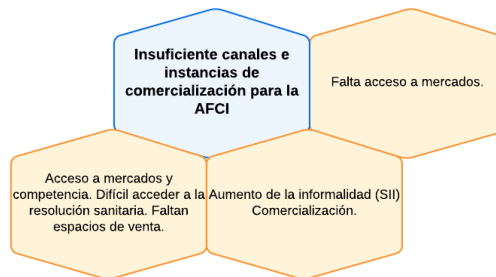 Insuficiente canales e
instancias de
comercialización para la
AFCI
Falta acceso a mercados.
Acceso a mercados y
competencia. Difícil acceder a la
resolución sanitaria. Faltan
espacios de venta.
Aumento de la informalidad (SII)
Comercialización.